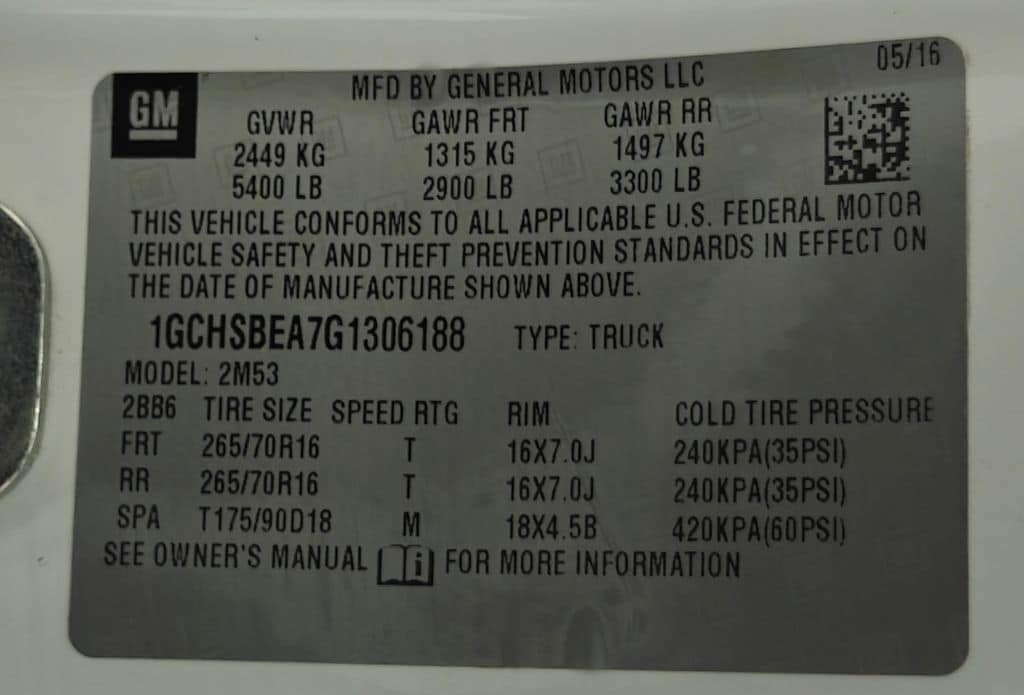 05/16
GM MFD BY GENERAL MOTORS LLC
GVWR GAWR FRT GAWR RR
2449 KG 1315 KG 1497 KG
5400 LB 2900 LB 3300 LB
THIS VEHICLE CONFORMS TO ALL APPLICABLE U.S. FEDERAL MOTOR
VEHICLE SAFETY AND THEFT PREVENTION STANDARDS IN EFFECT ON
THE DATE OF MANUFACTURE SHOWN ABOVE.
1GCHSBEA7G1306188 TYPE: TRUCK
MODEL: 2M53
2BB6 TIRE SIZE SPEED RTG RIM COLD TIRE PRESSURE
FRT 265/70R16 T 16X7.0J 240KPA(35PSI)
RR 265/70R16 T 16X7.0J 240KPA(35PSI)
SPA T175/90D18 M 18X4.5B 420KPA(60PSI)
SEE OWNER'S MANUAL i FOR MORE INFORMATION